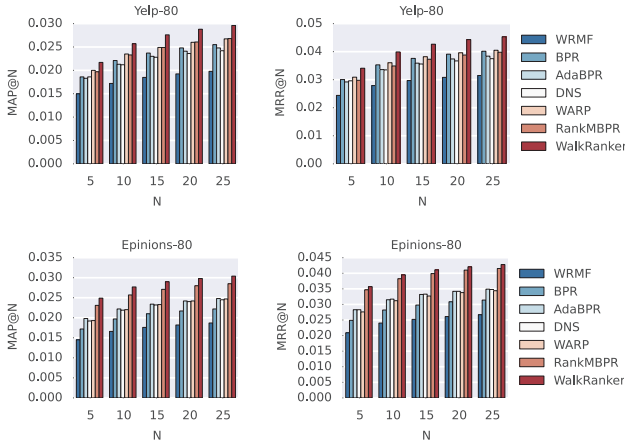 Yelp-80
MAP@N
0.030
0.025
0.020
0.015
0.010
0.005
0.000
5 10 15 20 25
N
Yelp-80
MRR@N
0.05
0.04
0.03
0.02
0.01
0.00
5 10 15 20 25
N
WRMF
BPR
AdaBPR
DNS
WARP
RankMBPR
WalkRanker
Epinions-80
MAP@N
0.035
0.030
0.025
0.020
0.015
0.010
0.005
0.000
5 10 15 20 25
N
Epinions-80
MRR@N
0.045
0.040
0.035
0.030
0.025
0.020
0.015
0.010
0.005
0.000
5 10 15 20 25
N
WRMF
BPR
AdaBPR
DNS
WARP
RankMBPR
WalkRanker